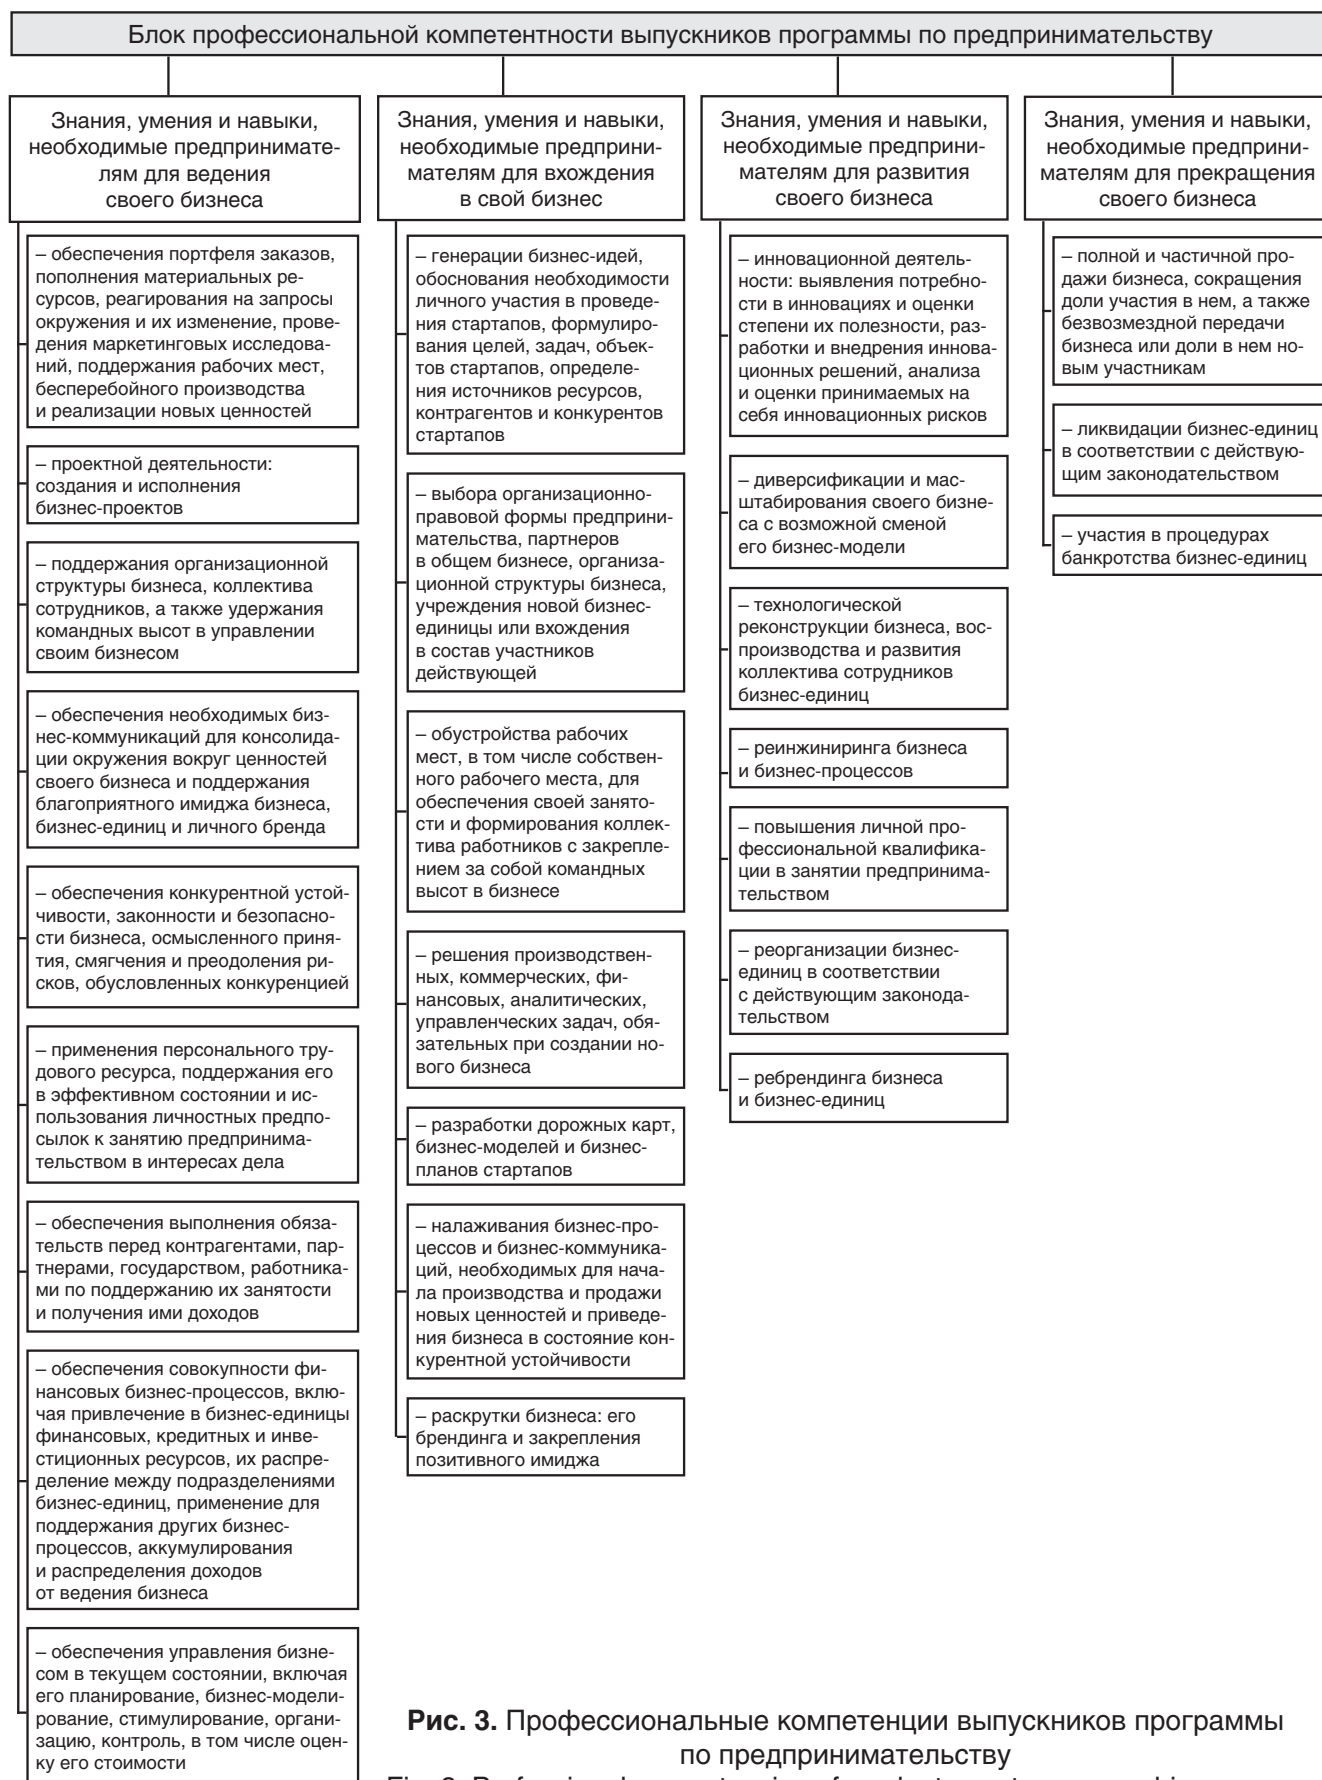 Блок профессиональной компетентности выпускников программы по предпринимательству
Знания, умения и навыки,
необходимые предпринимате-
лям для ведения
своего бизнеса
– обеспечения портфеля заказов,
пополнения материальных ре-
сурсов, реагирования на запросы
окружения и их изменение, прове-
дения маркетинговых исследова-
ний, поддержания рабочих мест,
бесперебойного производства
и реализации новых ценностей
– проектной деятельности:
создания и исполнения
бизнес-проектов
– поддержания организационной
структуры бизнеса, коллектива
сотрудников, а также удержания
командных высот в управлении
своим бизнесом
– обеспечения необходимых биз-
нес-коммуникаций для консолида-
ции окружения вокруг ценностей
своего бизнеса и поддержания
благоприятного имиджа бизнеса,
бизнес-единиц и личного бренда
– обеспечения конкурентной устой-
чивости, законности и безопасно-
сти бизнеса, осмысленного приня-
тия, смягчения и преодоления ри-
сков, обусловленных конкуренцией
– применения персонального тру-
дового ресурса, поддержания его
в эффективном состоянии и ис-
пользования личностных предпо-
сылок к занятию предпринима-
тельством в интересах дела
– обеспечения выполнения обяза-
тельств перед контрагентами, пар-
тнерами, государством, работника-
ми по поддержанию их занятости
и получения ими доходов
– обеспечения совокупности фи-
нансовых бизнес-процессов, вклю-
чая привлечение в бизнес-единицы
финансовых, кредитных и инве-
стиционных ресурсов, их распре-
деление между подразделениями
бизнес-единиц, применение для
поддержания других бизнес-
процессов, аккумулирования
и распределения доходов
от ведения бизнеса
– обеспечения управления бизне-
сом в текущем состоянии, включая
его планирование, бизнес-модели-
рование, стимулирование, органи-
зацию, контроль, в том числе оцен-
ку его стоимости
Знания, умения и навыки,
необходимые предприни-
мателям для вхождения
в свой бизнес
– генерации бизнес-идей,
обоснования необходимости
личного участия в проведе-
ния стартапов, формулиро-
вания целей, задач, объек-
тов стартапов, определе-
ния источников ресурсов,
контрагентов и конкурентов
стартапов
– выбора организационно-
правовой формы предприни-
мательства, партнеров
в общем бизнесе, организа-
ционной структуры бизнеса,
учреждения новой бизнес-
единицы или вхождения
в состав участников
действующей
– обустройства рабочих
мест, в том числе собствен-
ного рабочего места, для
обеспечения своей занято-
сти и формирования коллек-
тива работников с закрепле-
нием за собой командных
высот в бизнесе
– решения производствен-
ных, коммерческих, фи-
нансовых, аналитических,
управленческих задач, обя-
зательных при создании но-
вого бизнеса
– разработки дорожных карт,
бизнес-моделей и бизнес-
планов стартапов
– налаживания бизнес-про-
цессов и бизнес-коммуника-
ций, необходимых для нача-
ла производства и продажи
новых ценностей и приведе-
ния бизнеса в состояние кон-
курентной устойчивости
– раскрутки бизнеса: его
брендинга и закрепления
позитивного имиджа
Знания, умения и навыки,
необходимые предприни-
мателям для развития
своего бизнеса
– инновационной деятель-
ности: выявления потребно-
сти в инновациях и оценки
степени их полезности, раз-
работки и внедрения иннова-
ционных решений, анализа
и оценки принимаемых на
себя инновационных рисков
– диверсификации и мас-
штабирования своего бизне-
са с возможной сменой
его бизнес-модели
– технологической
реконструкции бизнеса, вос-
производства и развития
коллектива сотрудников
бизнес-единиц
– реинжиниринга бизнеса
и бизнес-процессов
– повышения личной про-
фессиональной квалифика-
ции в занятии предпринима-
тельством
– реорганизации бизнес-
единиц в соответствии
с действующим законода-
тельством
– ребрендинга бизнеса
и бизнес-единиц
Знания, умения и навыки,
необходимые предприни-
мателям для прекращения
своего бизнеса
– полной и частичной про-
дажи бизнеса, сокращения
доли участия в нем, а также
безвозмездной передачи
бизнеса или доли в нем но-
вым участникам
– ликвидации бизнес-единиц
в соответствии с действую-
щим законодательством
– участия в процедурах
банкротства бизнес-единиц
Рис. 3. Профессиональные компетенции выпускников программы
по предпринимательству